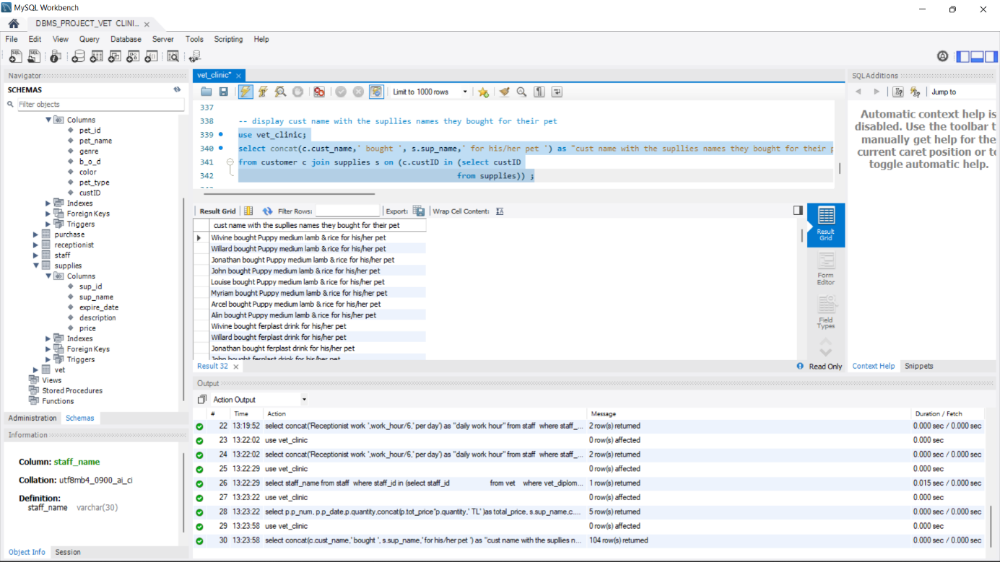 MySQL Workbench
DBMS_PROJECT_VET CLINI...
File Edit View Query Database Server Tools Scripting Help
Navigator
SCHEMAS
Filter objects
Columns
pet_id
pet_name
genre
b_o_d
color
pet_type
custID
Indexes
Foreign Keys
Triggers
purchase
receptionist
staff
supplies
Columns
sup_id
sup_name
expire_date
description
price
Indexes
Foreign Keys
Triggers
vet
Views
Stored Procedures
Functions
Administration Schemas
Information
Column: staff_name
Collation: utf8mb4_0900_ai_ci
Definition:
staff_name varchar(30)
Object Info Session
vet_clinic*
Limit to 1000 rows
337
338 -- display cust name with the supllies names they bought for their pet
339 use vet_clinic;
340 select concat(c.cust_name,' bought ', s.sup_name,' for his/her pet ') as "cust name with the supllies names they bought for their
341 from customer c join supplies s on (c.custID in (select custID
342 from supplies)) ;
Result Grid Filter Rows: Export: Wrap Cell Content:
cust name with the supllies names they bought for their pet
Wivine bought Puppy medium lamb & rice for his/her pet
Willard bought Puppy medium lamb & rice for his/her pet
Jonathan bought Puppy medium lamb & rice for his/her pet
John bought Puppy medium lamb & rice for his/her pet
Louise bought Puppy medium lamb & rice for his/her pet
Myriam bought Puppy medium lamb & rice for his/her pet
Arcel bought Puppy medium lamb & rice for his/her pet
Alin bought Puppy medium lamb & rice for his/her pet
Wivine bought ferplast drink for his/her pet
Willard bought ferplast drink for his/her pet
Jonathan bought ferplast drink for his/her pet
John bought ferplast drink for his/her pet
Result Grid
Form Editor
Field Types
Result 32
Read Only
SQLAdditions
Jump to
Automatic context help is
disabled. Use the toolbar t
manually get help for the
current caret position or to
toggle automatic help.
Context Help Snippets
Output
Action Output
# Time Action Message Duration / Fetch
22 13:19:52 select concat('Receptionist work ',work_hour/6,' per day') as "daily work hour" from staff where staff_... 2 row(s) returned 0.000 sec / 0.000 sec
23 13:22:02 use vet_clinic 0 row(s) affected 0.000 sec
24 13:22:02 select concat('Receptionist work ',work_hour/6,' per day') as "daily work hour" from staff where staff_... 2 row(s) returned 0.000 sec / 0.000 sec
25 13:22:29 use vet_clinic 0 row(s) affected 0.000 sec
26 13:22:29 select staff_name from staff where staff_id in (select staff_id from vet where vet_diplom... 1 row(s) returned 0.015 sec / 0.000 sec
27 13:23:22 use vet_clinic 0 row(s) affected 0.000 sec
28 13:23:22 select p.p_num, p.p_date,p.quantity,concat(p.tot_price*p.quantity,' TL' )as total_price, s.sup_name,c.... 5 row(s) returned 0.000 sec / 0.000 sec
29 13:23:58 use vet_clinic 0 row(s) affected 0.000 sec
30 13:23:58 select concat(c.cust_name,' bought ', s.sup_name,' for his/her pet ') as "cust name with the supllies n... 104 row(s) returned 0.000 sec / 0.000 sec